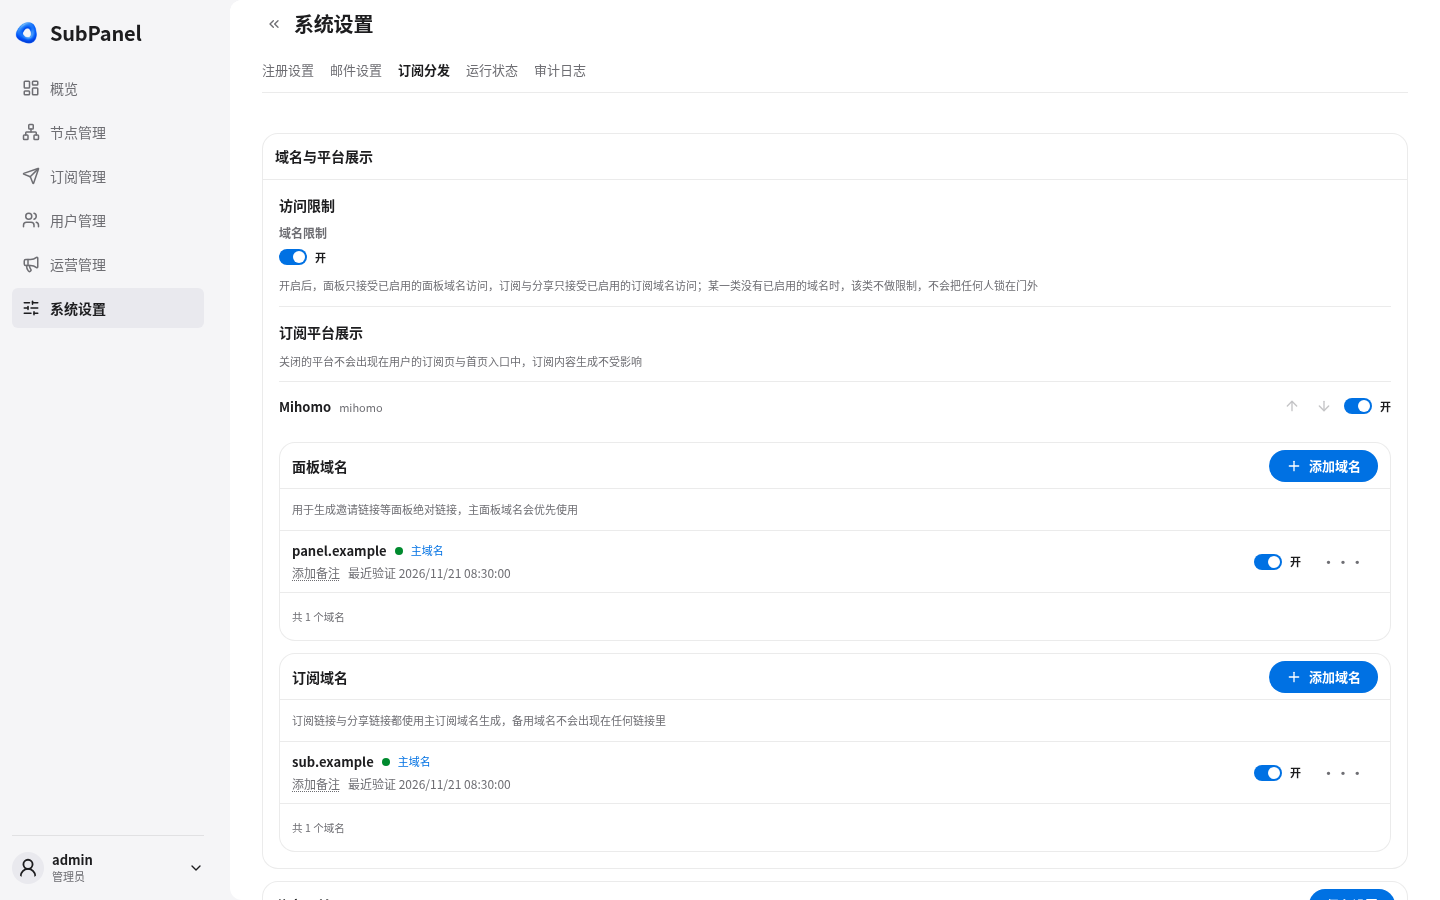 SubPanel
概览
节点管理
订阅管理
用户管理
运营管理
系统设置
admin
管理员
系统设置
注册设置 邮件设置 订阅分发 运行状态 审计日志
域名与平台展示
访问限制
域名限制
开
开启后，面板只接受已启用的面板域名访问，订阅与分享只接受已启用的订阅域名访问；某一类没有已启用的域名时，该类不做限制，不会把任何人锁在门外
订阅平台展示
关闭的平台不会出现在用户的订阅页与首页入口中，订阅内容生成不受影响
Mihomo mihomo 开
面板域名 添加域名
用于生成邀请链接等面板绝对链接，主面板域名会优先使用
panel.example 主域名 开
添加备注 最近验证 2026/11/21 08:30:00
共 1 个域名
订阅域名 添加域名
订阅链接与分享链接都使用主订阅域名生成，备用域名不会出现在任何链接里
sub.example 主域名 开
添加备注 最近验证 2026/11/21 08:30:00
共 1 个域名